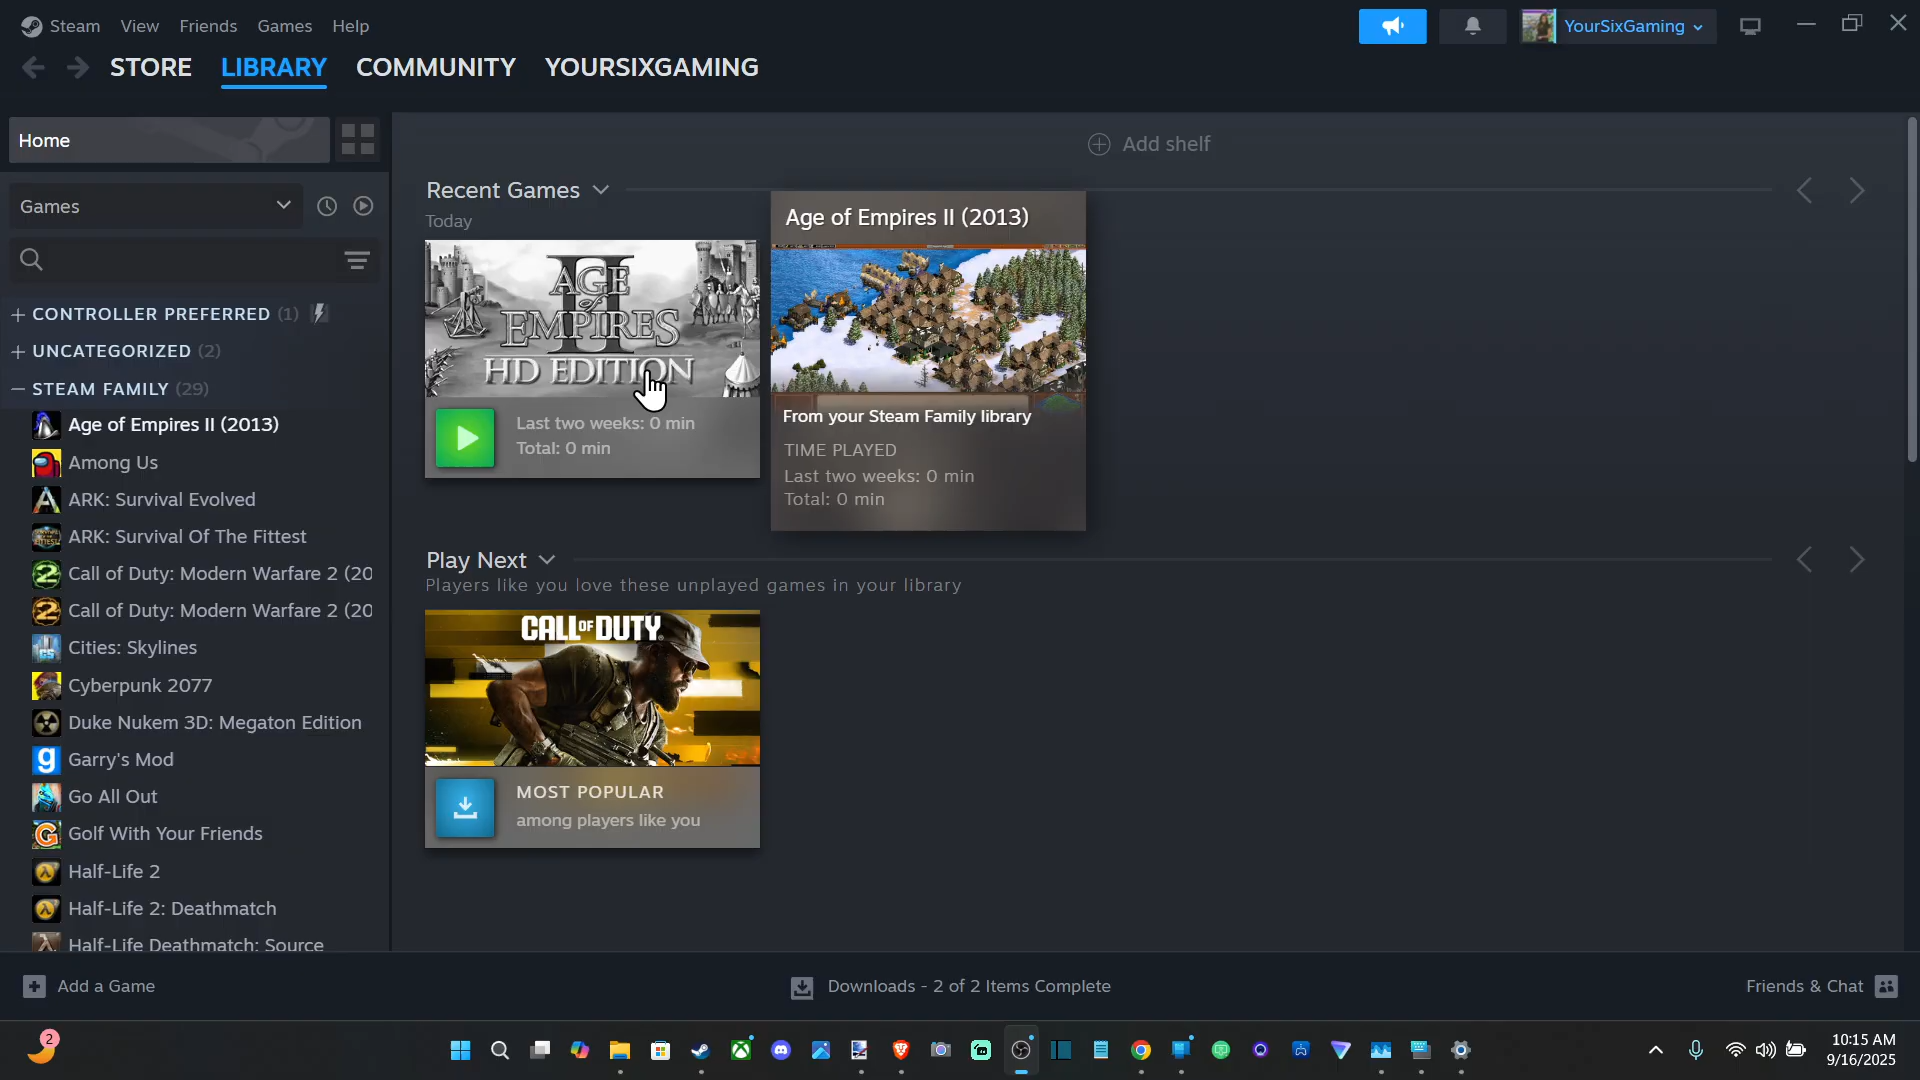 Steam View Friends Games Help
YourSixGaming
STORE LIBRARY COMMUNITY YOURSIXGAMING
Home
Add shelf
Games
Recent Games
Today
AGE of EMPIRES II
HD EDITION
Last two weeks: 0 min
Total: 0 min
Age of Empires II (2013)
From your Steam Family library
TIME PLAYED
Last two weeks: 0 min
Total: 0 min
CONTROLLER PREFERRED (1)
UNCATEGORIZED (2)
STEAM FAMILY (29)
Age of Empires II (2013)
Among Us
ARK: Survival Evolved
ARK: Survival Of The Fittest
Call of Duty: Modern Warfare 2 (20
Call of Duty: Modern Warfare 2 (20
Cities: Skylines
Cyberpunk 2077
Duke Nukem 3D: Megaton Edition
Garry's Mod
Go All Out
Golf With Your Friends
Half-Life 2
Half-Life 2: Deathmatch
Half-Life Deathmatch: Source
Play Next
Players like you love these unplayed games in your library
CALL OF DUTY
MOST POPULAR
among players like you
Add a Game
Downloads - 2 of 2 Items Complete
Friends & Chat
2
10:15 AM
9/16/2025